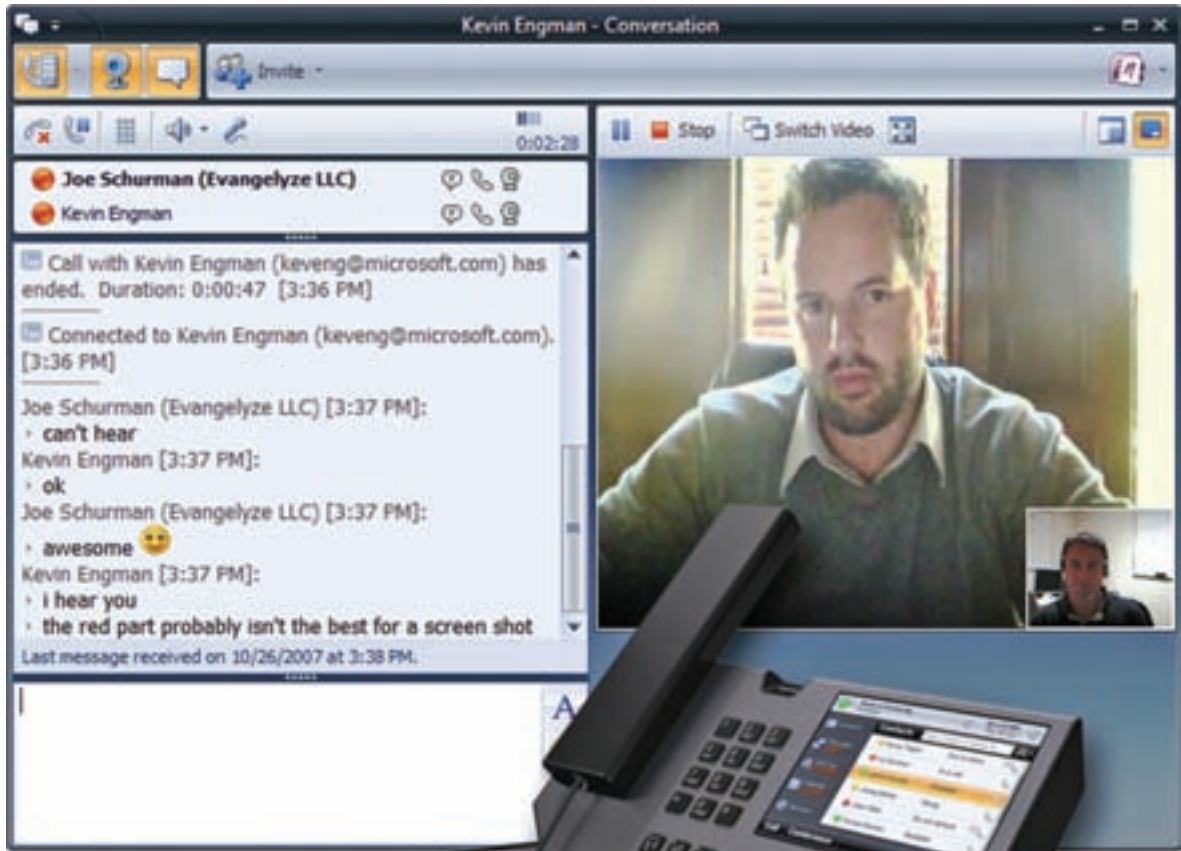 Kevin Engman - Conversation
Invite
0:02:28
Stop
Switch Video
Joe Schurman (Evangelyze LLC)
Kevin Engman
Call with Kevin Engman (keveng@microsoft.com) has
ended. Duration: 0:00:47 [3:36 PM]
Connected to Kevin Engman (keveng@microsoft.com).
[3:36 PM]
Joe Schurman (Evangelyze LLC) [3:37 PM]:
can't hear
Kevin Engman [3:37 PM]:
ok
Joe Schurman (Evangelyze LLC) [3:37 PM]:
awesome
Kevin Engman [3:37 PM]:
i hear you
the red part probably isn't the best for a screen shot
Last message received on 10/26/2007 at 3:38 PM.
A
Contacts